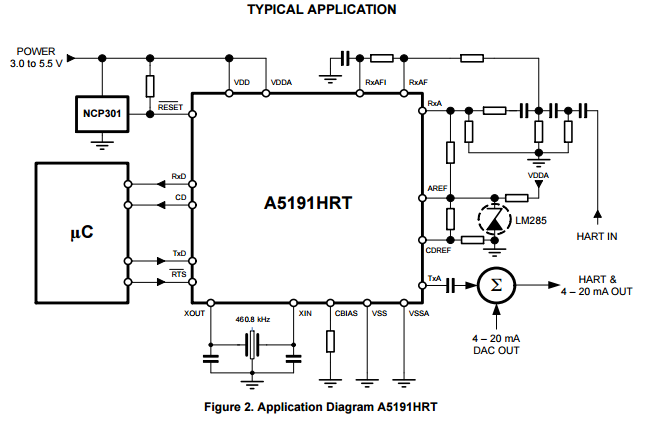 TYPICAL APPLICATION
POWER
3.0 to 5.5 V
VDD
VDDA
RxAFI
RxAF
NCP301
RESET
RxA
RxD
CD
μC
A5191HRT
AREF
VDDA
LM285
HART IN
CDREF
TxD
RTS
TxA
Σ
HART &
4 – 20 mA OUT
XOUT
460.8 kHz
XIN
CBIAS
VSS
VSSA
4 – 20 mA
DAC OUT
Figure 2. Application Diagram A5191HRT